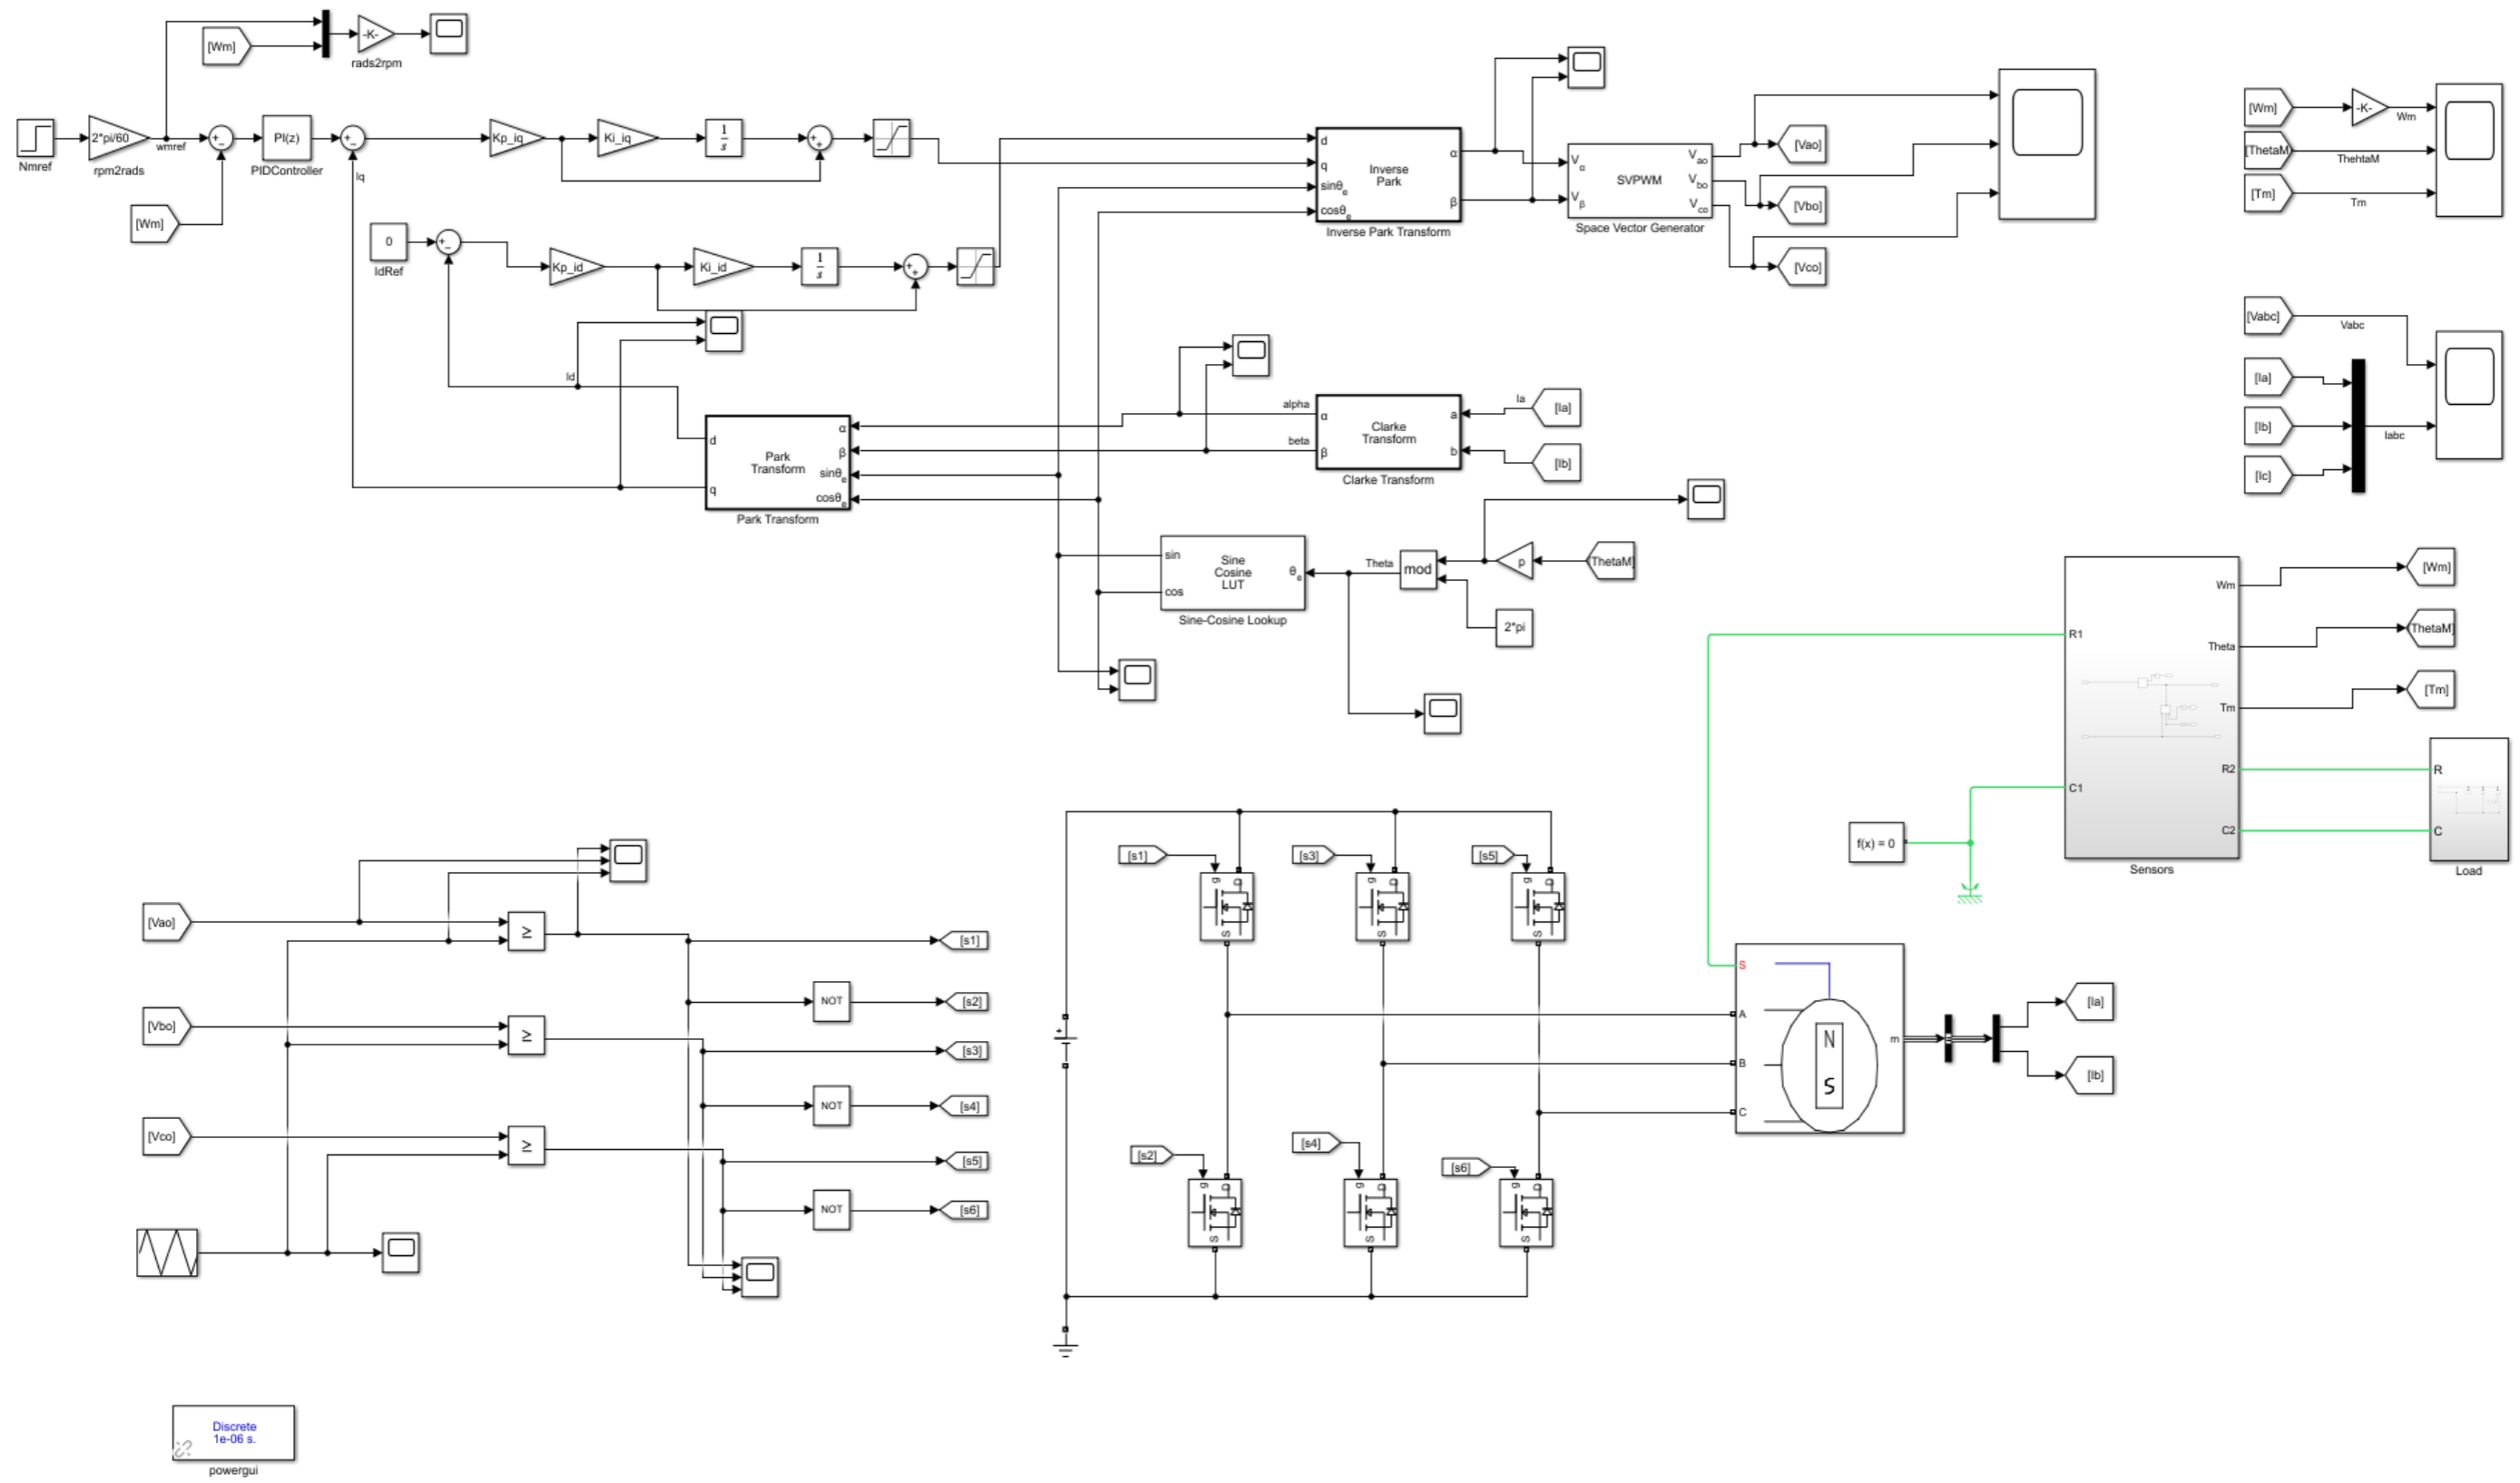 [Wm]
-K-
rads2rpm
Nmref
2*pi/60
rpm2rads
wmref
PI(z)
PIDController
[Wm]
Iq
Kp_iq
Ki_iq
1
s
0
IdRef
Kp_id
Ki_id
1
s
Id
d
q
sinθe
cosθe
Inverse
Park
α
β
Inverse Park Transform
Vα
Vβ
SVPWM
Vao
Vbo
Vco
Space Vector Generator
[Vao]
[Vbo]
[Vco]
[Wm]
-K-
Wm
[ThetaM]
ThehtaM
[Tm]
Tm
[Vabc]
Vabc
[Ia]
[Ib]
[Ic]
Iabc
d
q
Park
Transform
α
β
sinθe
cosθe
Park Transform
alpha
beta
α
β
Clarke
Transform
a
b
Clarke Transform
Ia
[Ia]
[Ib]
sin
cos
Sine
Cosine
LUT
θe
Sine-Cosine Lookup
Theta
mod
p
[ThetaM]
2*pi
R1
C1
Wm
Theta
Tm
R2
C2
Sensors
[Wm]
[ThetaM]
[Tm]
R
C
Load
f(x) = 0
[Vao]
[Vbo]
[Vco]
≥
≥
≥
NOT
NOT
NOT
[s1]
[s2]
[s3]
[s4]
[s5]
[s6]
[s1]
[s3]
[s5]
g
D
S
g
D
S
g
D
S
+
[s2]
[s4]
[s6]
g
D
S
g
D
S
g
D
S
S
A
B
C
N
S
m
[Ia]
[Ib]
Discrete
1e-06 s.
powergui